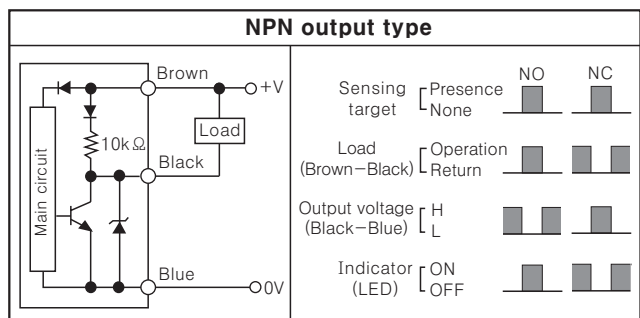 NPN output type
Brown
+V
Load
10kΩ
Black
Main circuit
Blue
0V
NO NC
Sensing target Presence None
Load (Brown−Black) Operation Return
Output voltage (Black−Blue) H L
Indicator (LED) ON OFF